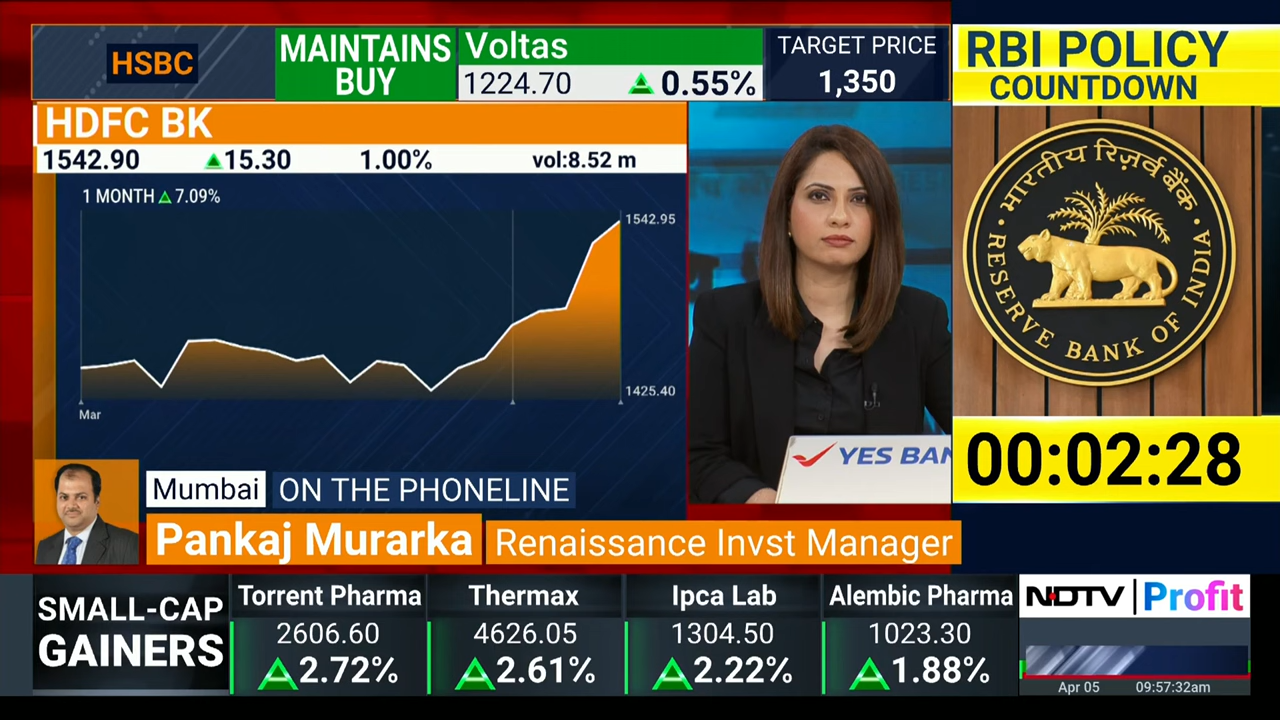 HSBC
MAINTAINS
BUY
Voltas
1224.70 0.55%
TARGET PRICE
1,350
RBI POLICY
COUNTDOWN
HDFC BK
1542.90 15.30 1.00% vol:8.52 m
1 MONTH 7.09%
1542.95
1425.40
Mar
YES BAN
भारतीय रिज़र्व बैंक
RESERVE BANK OF INDIA
00:02:28
Mumbai ON THE PHONELINE
Pankaj Murarka Renaissance Invst Manager
SMALL-CAP
GAINERS
Torrent Pharma
2606.60
2.72%
Thermax
4626.05
2.61%
Ipca Lab
1304.50
2.22%
Alembic Pharma
1023.30
1.88%
NDTV Profit
Apr 05 09:57:32am